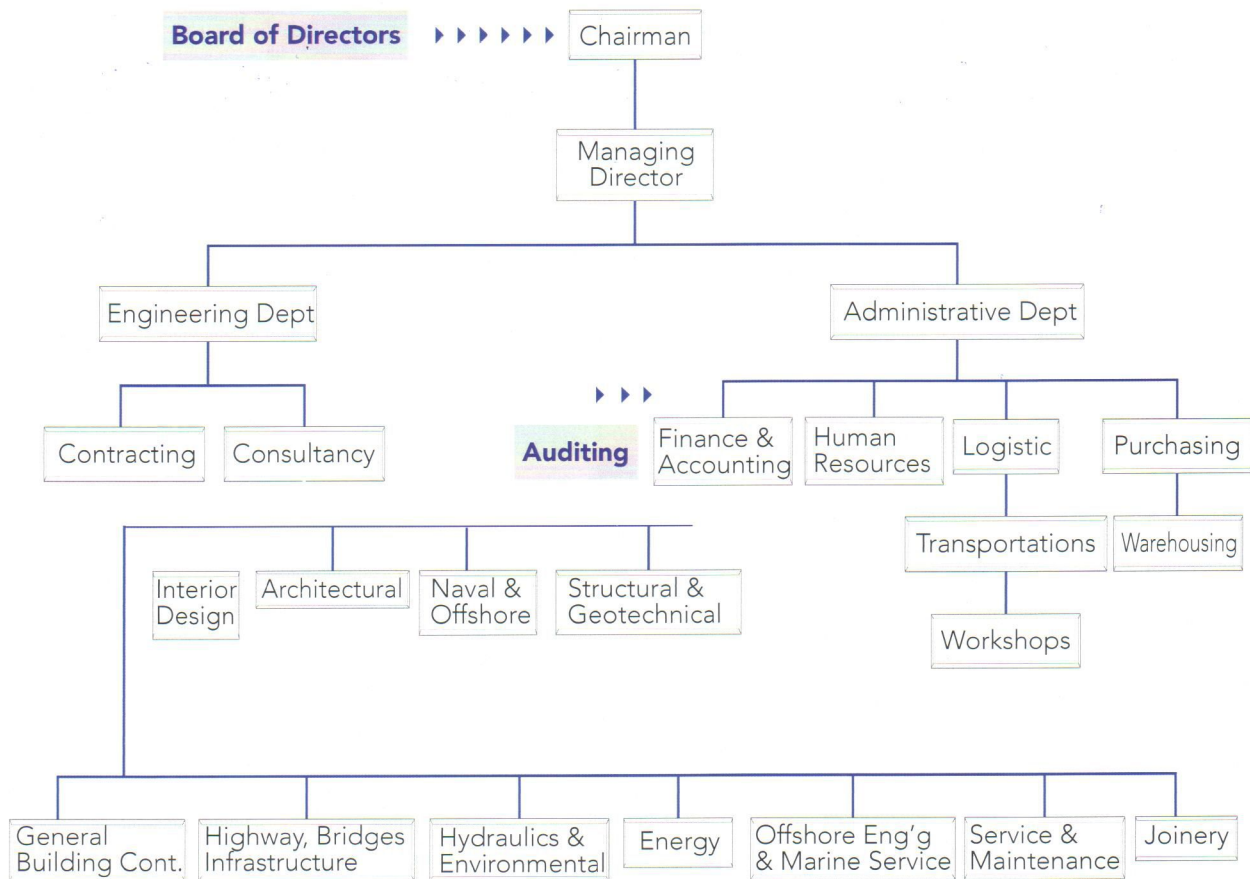 Board of Directors
Chairman
Managing
Director
Engineering Dept
Administrative Dept
Contracting
Consultancy
Auditing
Finance &
Accounting
Human
Resources
Logistic
Purchasing
Transportations
Warehousing
Workshops
Interior
Design
Architectural
Naval &
Offshore
Structural &
Geotechnical
General
Building Cont.
Highway, Bridges
Infrastructure
Hydraulics &
Environmental
Energy
Offshore Eng'g
& Marine Service
Service &
Maintenance
Joinery